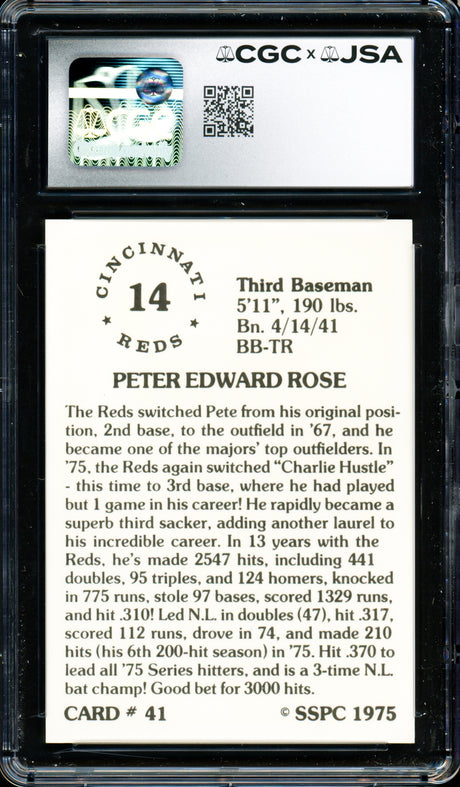 CGC x JSA
CINCINNATI
14
REDS
Third Baseman
5'11", 190 lbs.
Bn. 4/14/41
BB-TR
PETER EDWARD ROSE
The Reds switched Pete from his original posi-
tion, 2nd base, to the outfield in '67, and he
became one of the majors' top outfielders. In
'75, the Reds again switched "Charlie Hustle"
- this time to 3rd base, where he had played
but 1 game in his career! He rapidly became a
superb third sacker, adding another laurel to
his incredible career. In 13 years with the
Reds, he's made 2547 hits, including 441
doubles, 95 triples, and 124 homers, knocked
in 775 runs, stole 97 bases, scored 1329 runs,
and hit .310! Led N.L. in doubles (47), hit .317,
scored 112 runs, drove in 74, and made 210
hits (his 6th 200-hit season) in '75. Hit .370 to
lead all '75 Series hitters, and is a 3-time N.L.
bat champ! Good bet for 3000 hits.
CARD # 41
© SSPC 1975